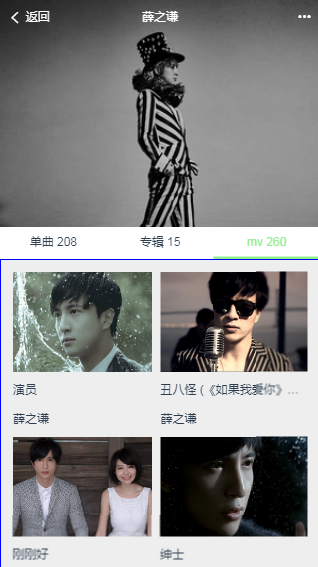 返回 薛之谦
单曲 208 专辑 15 mv 260
演员 丑八怪 (《如果我爱你》...
薛之谦 薛之谦
刚刚好 绅士